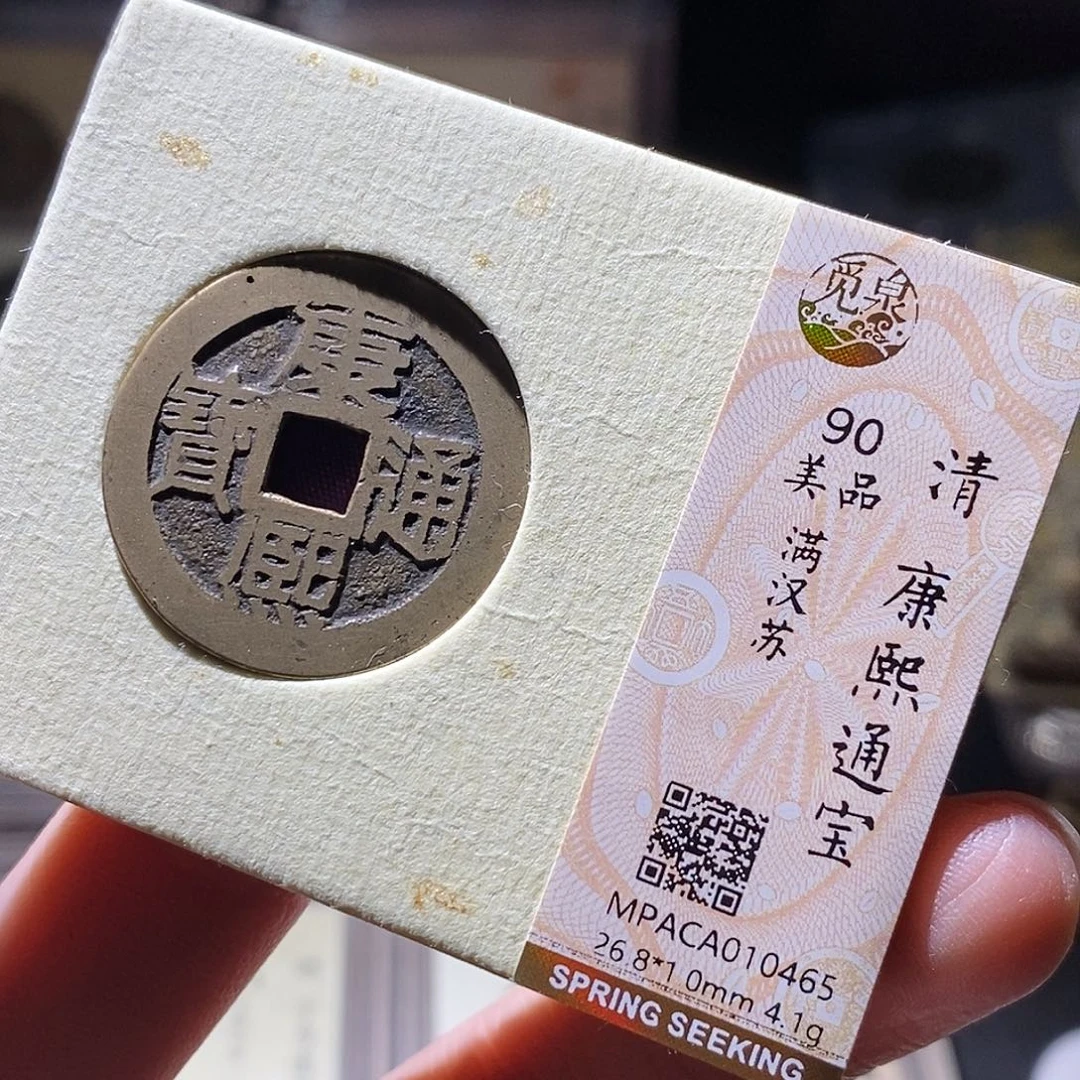 康熙通寳
觅泉
90
美品
满汉苏
清
康熙通宝
MPACA010465
26.8*1.0mm 4.1g
SPRING SEEKING